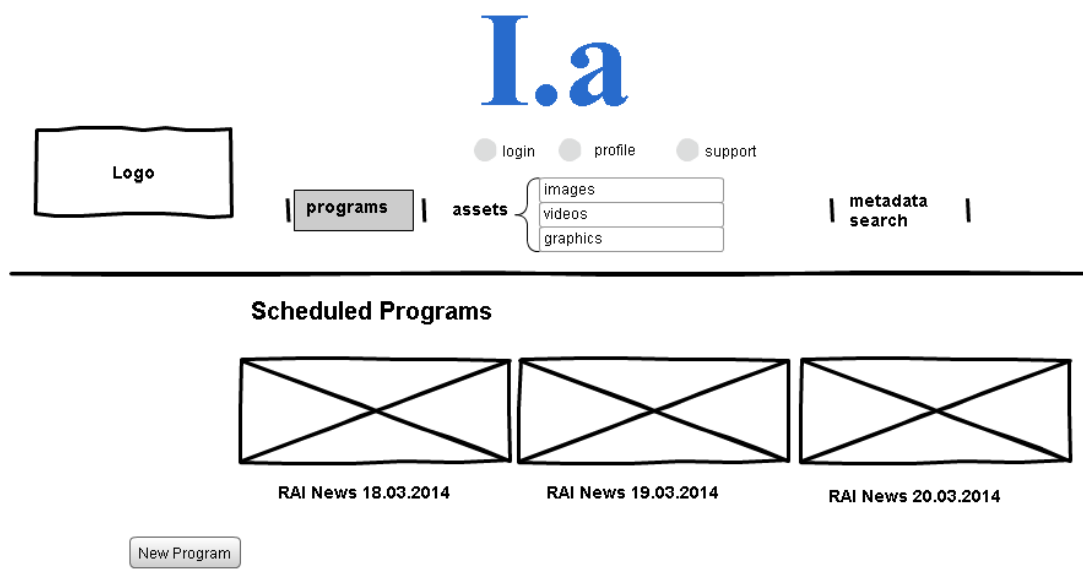 I.a
login profile support
Logo
programs
assets
images
videos
graphics
metadata
search
Scheduled Programs
RAI News 18.03.2014
RAI News 19.03.2014
RAI News 20.03.2014
New Program